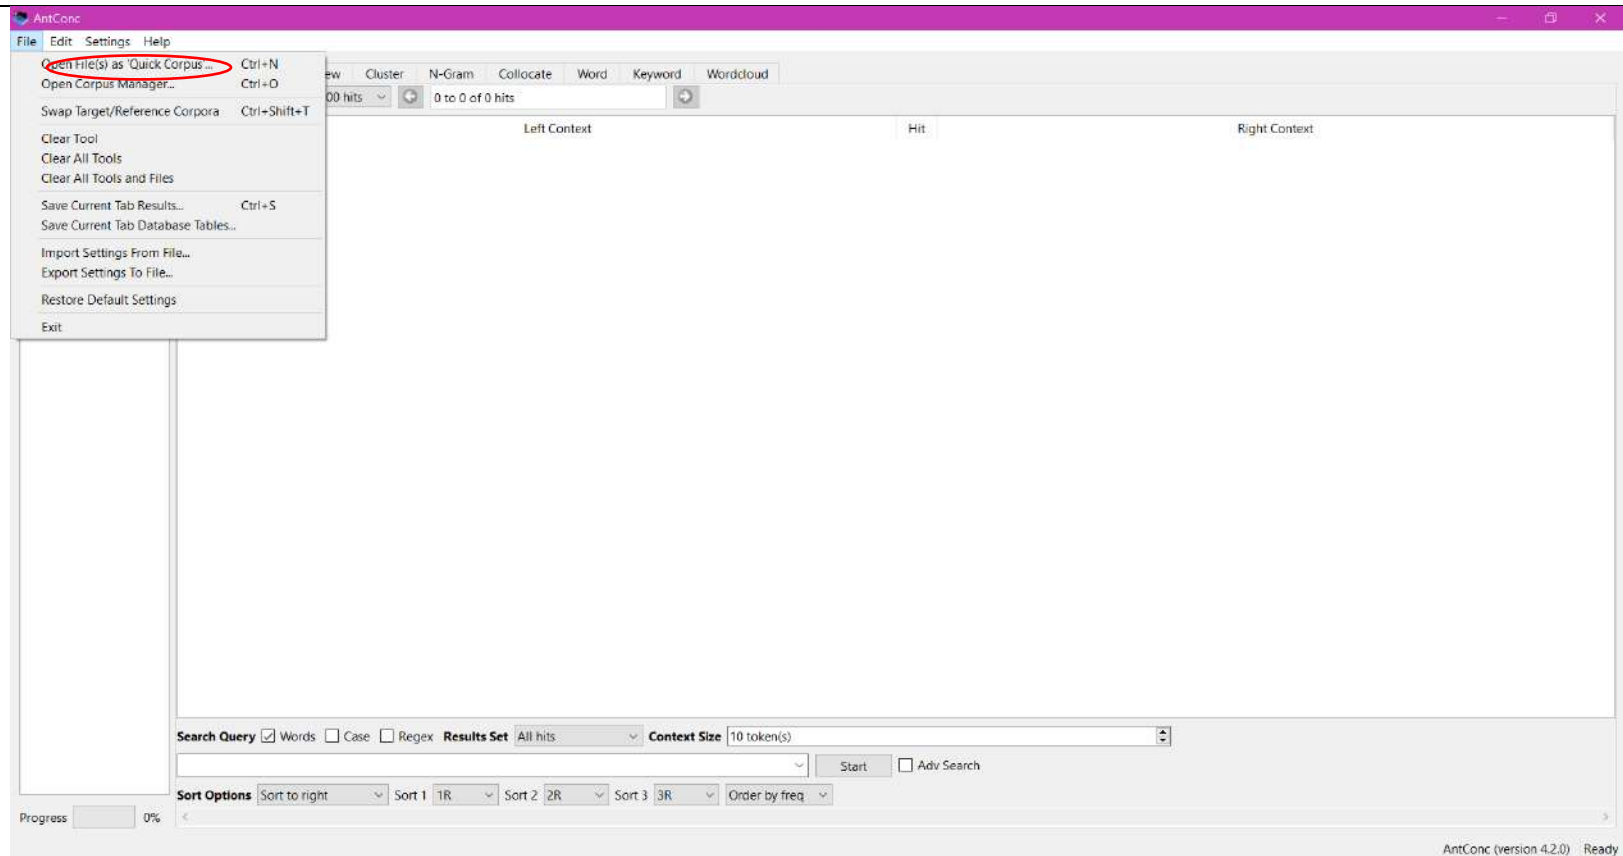 AntConc
File Edit Settings Help
Open File(s) as 'Quick Corpus'... Ctrl+N
Open Corpus Manager... Ctrl+O
Swap Target/Reference Corpora Ctrl+Shift+T
Clear Tool
Clear All Tools
Clear All Tools and Files
Save Current Tab Results... Ctrl+S
Save Current Tab Database Tables...
Import Settings From File...
Export Settings To File...
Restore Default Settings
Exit
ew Cluster N-Gram Collocate Word Keyword Wordcloud
00 hits 0 to 0 of 0 hits
Left Context Hit Right Context
Search Query Words Case Regex Results Set All hits Context Size 10 token(s)
Start Adv Search
Sort Options Sort to right Sort 1 1R Sort 2 2R Sort 3 3R Order by freq
Progress 0%
AntConc (version 4.2.0) Ready